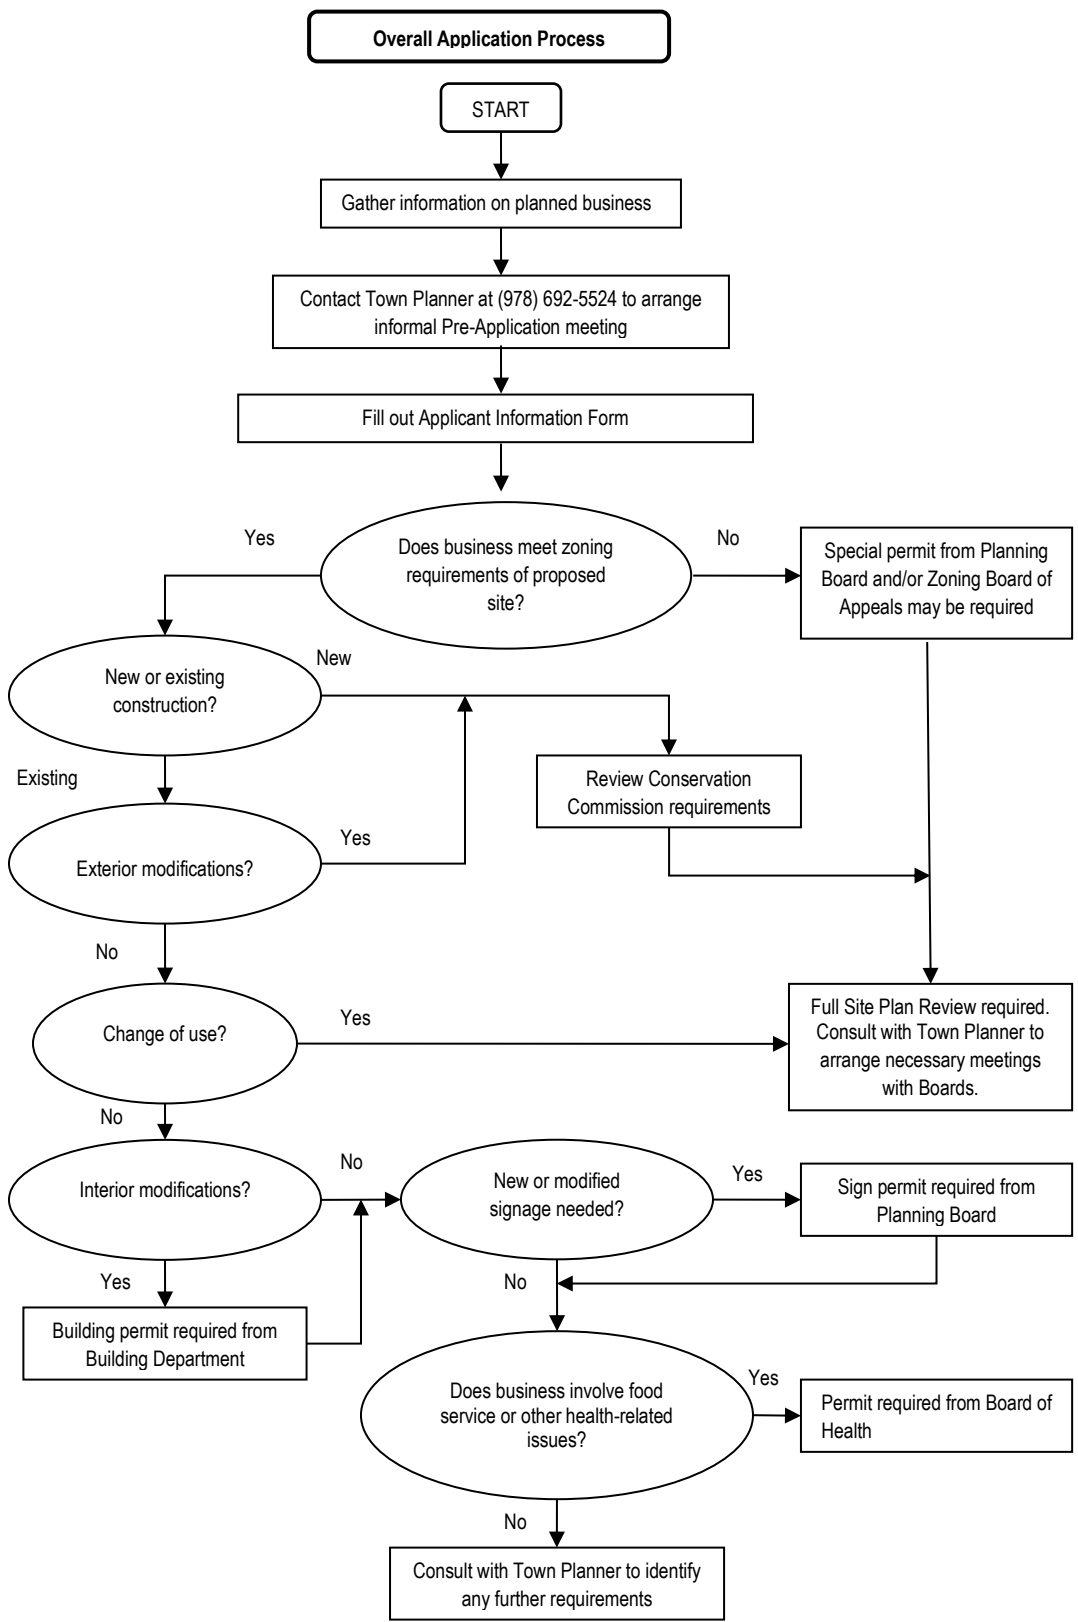 Overall Application Process
START
Gather information on planned business
Contact Town Planner at (978) 692-5524 to arrange
informal Pre-Application meeting
Fill out Applicant Information Form
Yes
Does business meet zoning
requirements of proposed
site?
No
Special permit from Planning
Board and/or Zoning Board of
Appeals may be required
New or existing
construction?
New
Existing
Review Conservation
Commission requirements
Exterior modifications?
Yes
No
Change of use?
Yes
Full Site Plan Review required.
Consult with Town Planner to
arrange necessary meetings
with Boards.
No
Interior modifications?
No
New or modified
signage needed?
Yes
Sign permit required from
Planning Board
Yes
No
Building permit required from
Building Department
Does business involve food
service or other health-related
issues?
Yes
Permit required from Board of
Health
No
Consult with Town Planner to identify
any further requirements